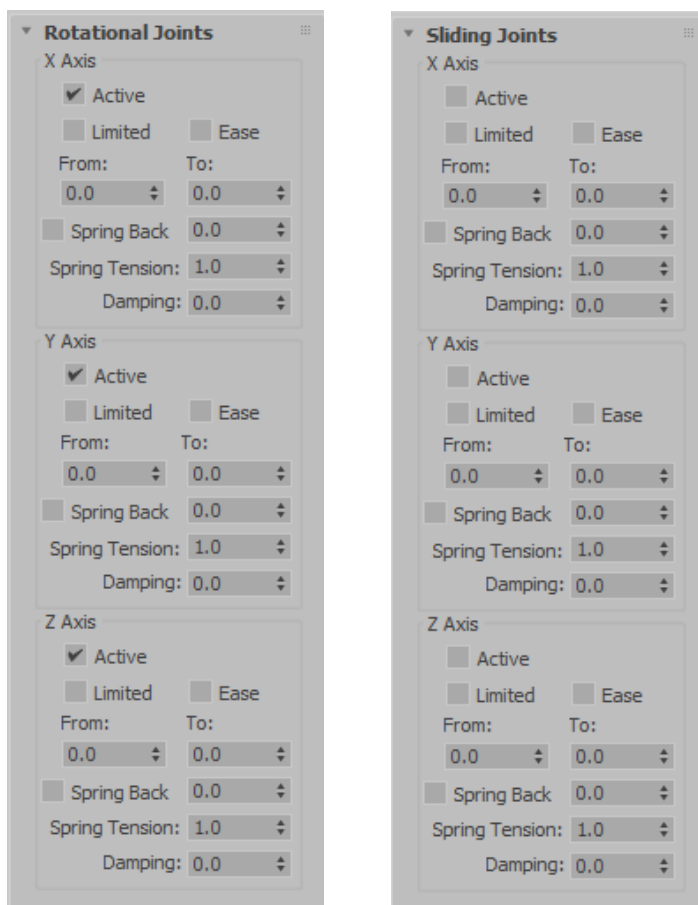 Rotational Joints
X Axis
Active
Limited Ease
From: To:
0.0 0.0
Spring Back 0.0
Spring Tension: 1.0
Damping: 0.0
Y Axis
Active
Limited Ease
From: To:
0.0 0.0
Spring Back 0.0
Spring Tension: 1.0
Damping: 0.0
Z Axis
Active
Limited Ease
From: To:
0.0 0.0
Spring Back 0.0
Spring Tension: 1.0
Damping: 0.0
Sliding Joints
X Axis
Active
Limited Ease
From: To:
0.0 0.0
Spring Back 0.0
Spring Tension: 1.0
Damping: 0.0
Y Axis
Active
Limited Ease
From: To:
0.0 0.0
Spring Back 0.0
Spring Tension: 1.0
Damping: 0.0
Z Axis
Active
Limited Ease
From: To:
0.0 0.0
Spring Back 0.0
Spring Tension: 1.0
Damping: 0.0